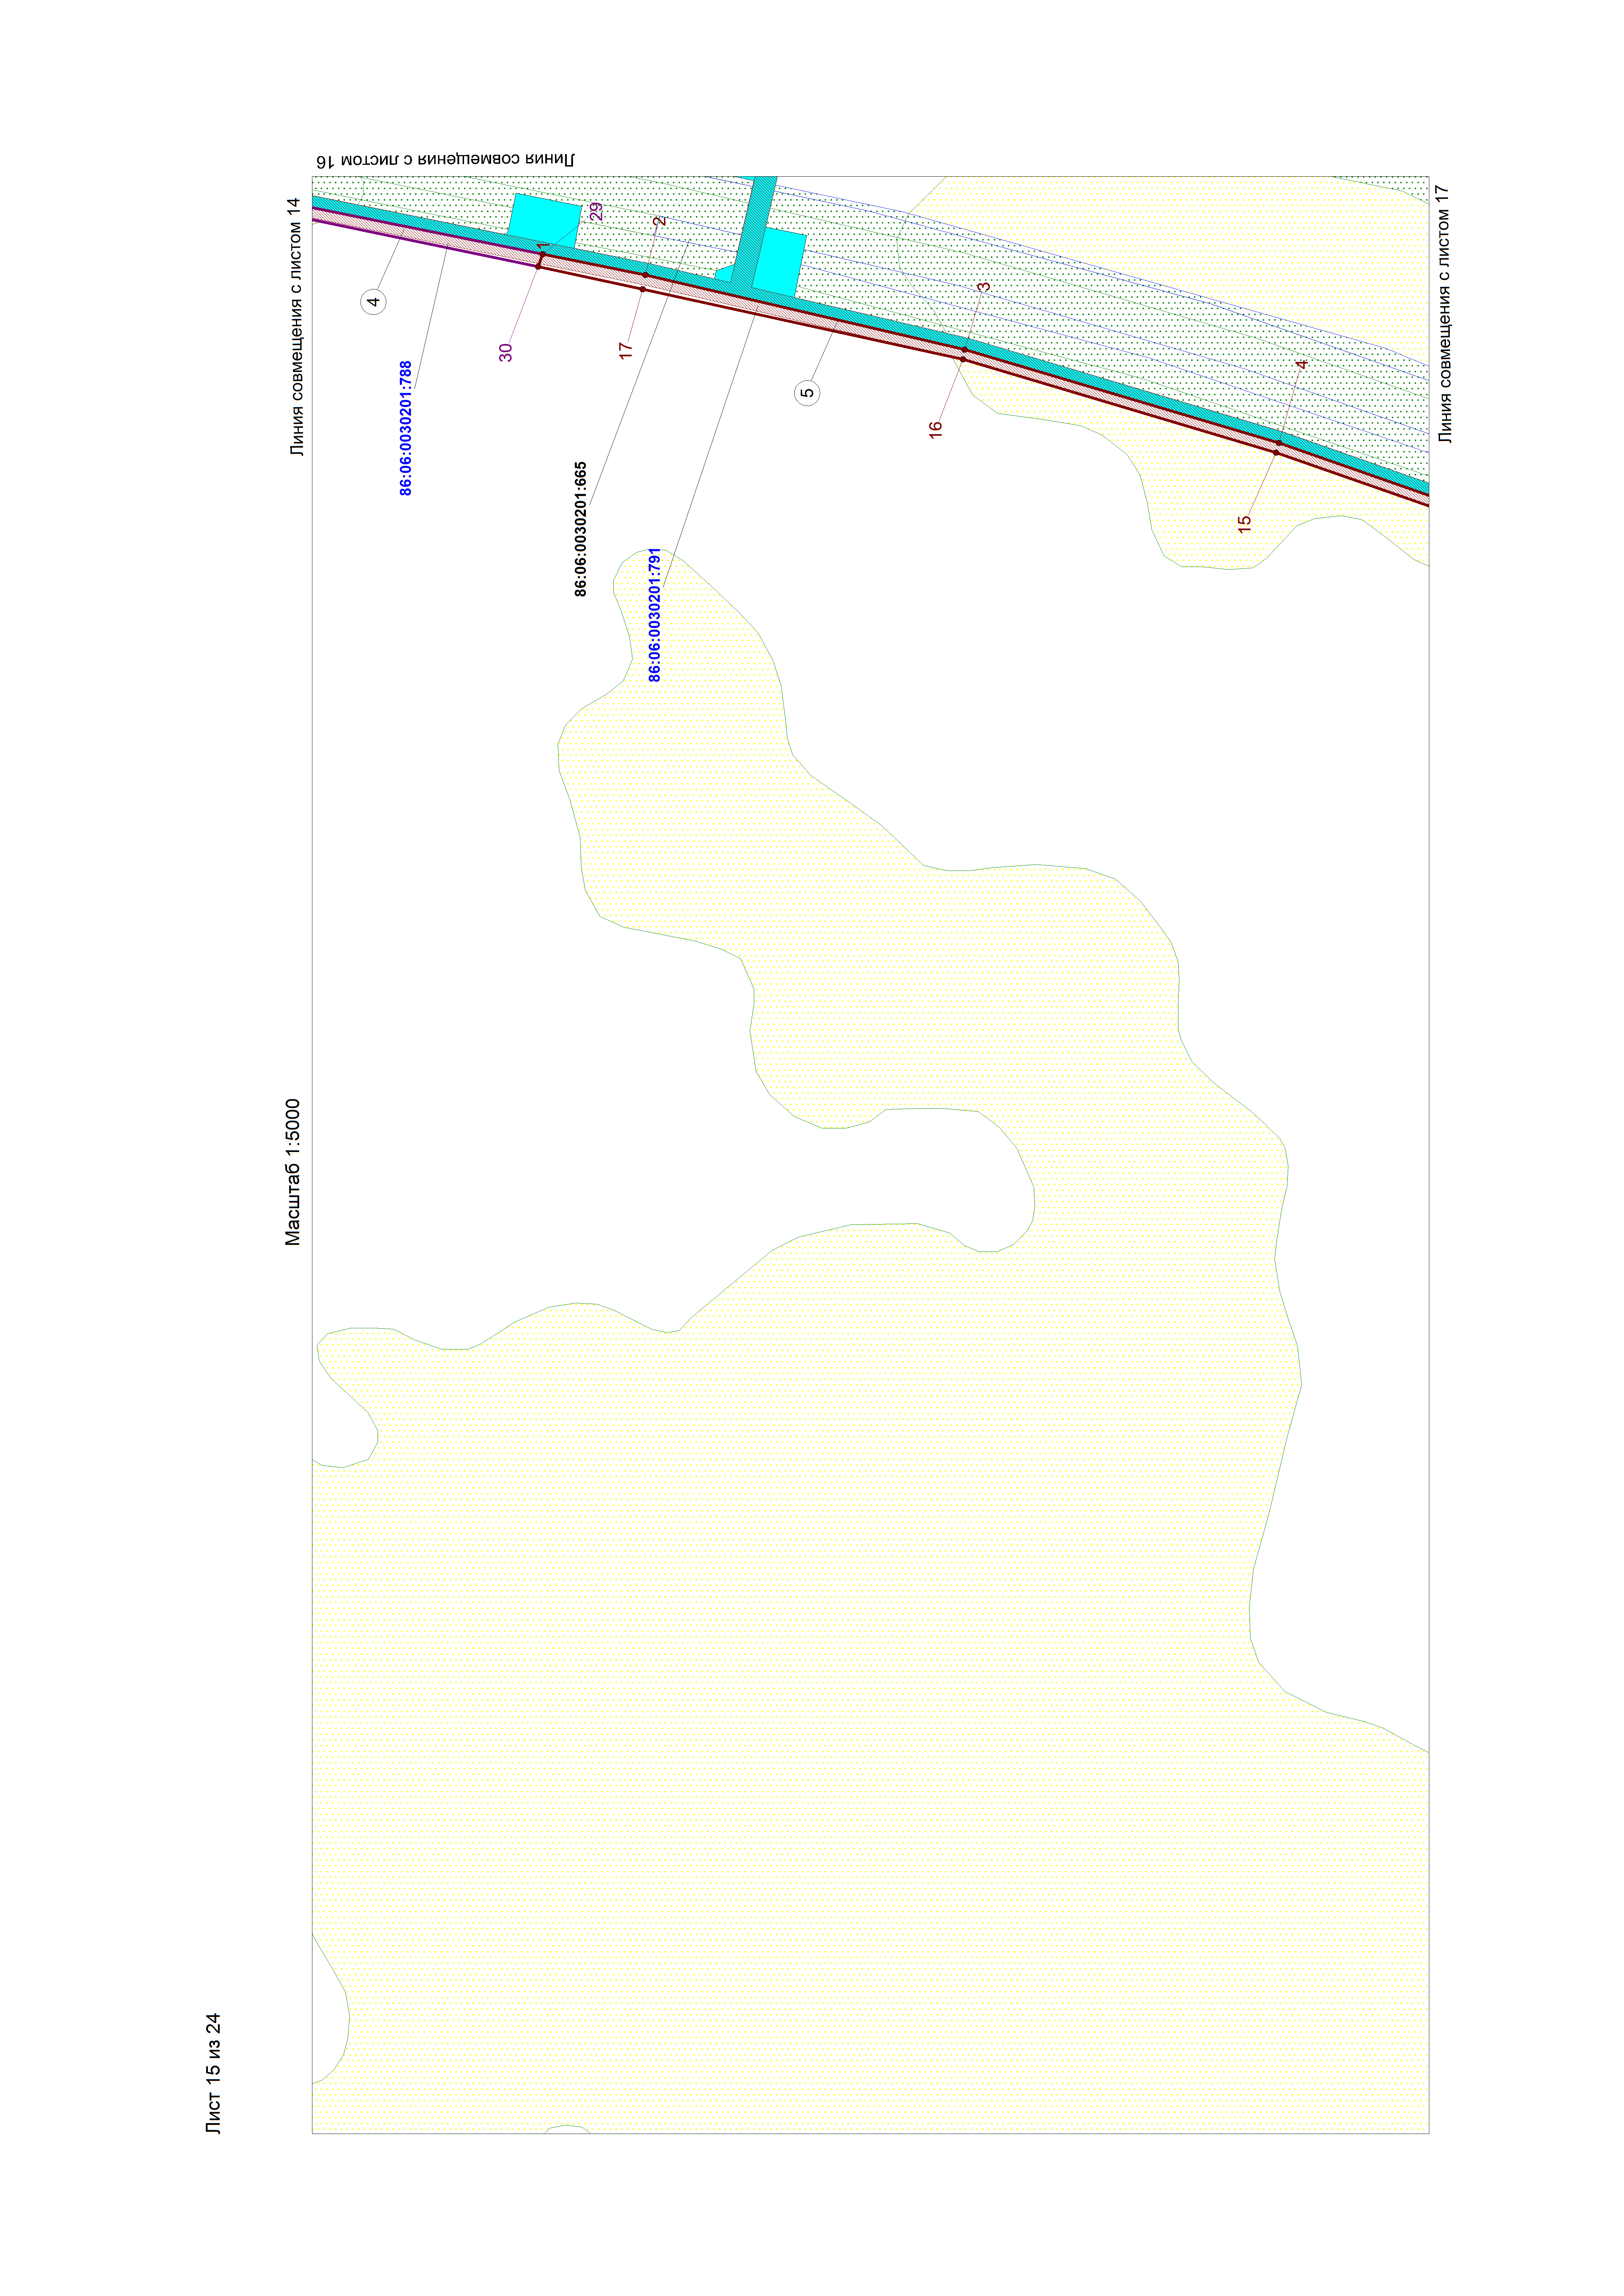 Лист 15 из 24
Масштаб 1:5000
Линия совмещения с листом 14
Линия совмещения с листом 16
4
86:06:0030201:788
30
1
29
86:06:0030201:665
17
2
86:06:0030201:791
5
16
3
15
4
Линия совмещения с листом 17